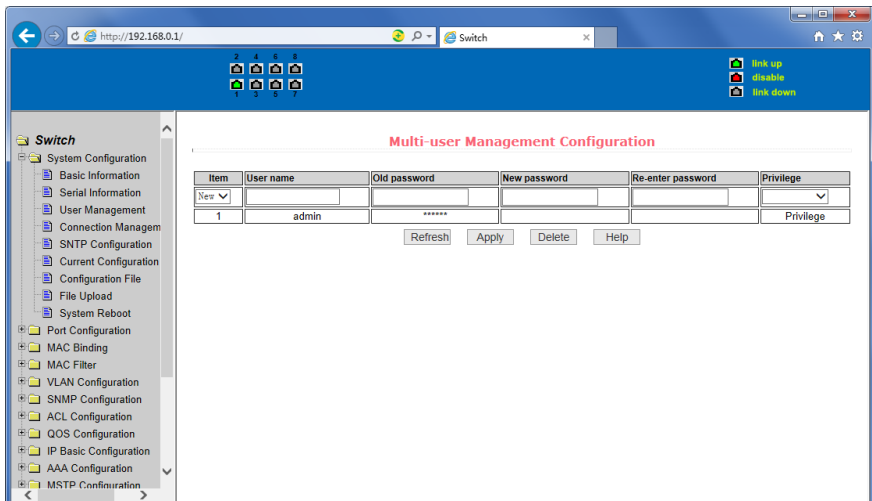 http://192.168.0.1/
Switch
2 4 6 8
1 3 5 7
link up
disable
link down
Switch
System Configuration
Basic Information
Serial Information
User Management
Connection Managem
SNTP Configuration
Current Configuration
Configuration File
File Upload
System Reboot
Port Configuration
MAC Binding
MAC Filter
VLAN Configuration
SNMP Configuration
ACL Configuration
QOS Configuration
IP Basic Configuration
AAA Configuration
MSTP Configuration
Multi-user Management Configuration
Item User name Old password New password Re-enter password Privilege
New
1 admin ****** Privilege
Refresh Apply Delete Help